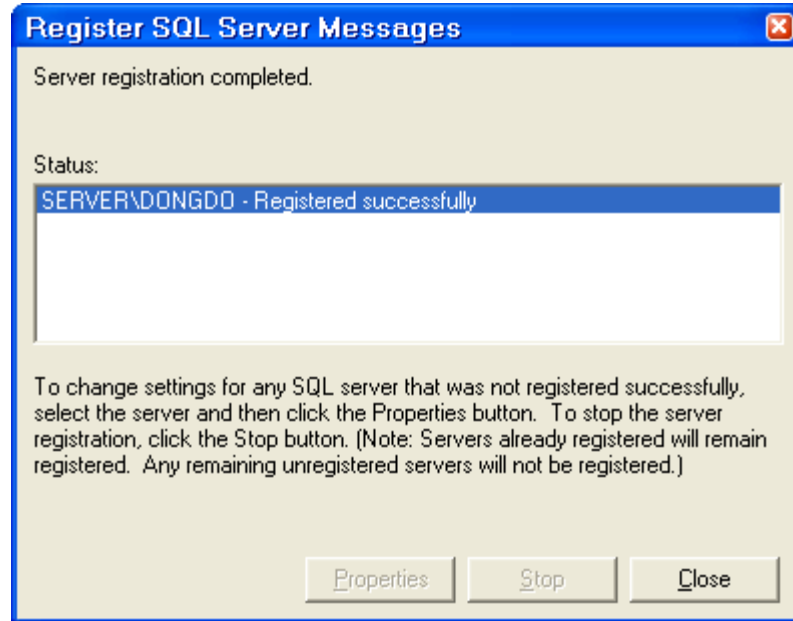 Register SQL Server Messages
Server registration completed.
Status:
SERVER\DONGDO - Registered successfully
To change settings for any SQL server that was not registered successfully,
select the server and then click the Properties button.  To stop the server
registration, click the Stop button. (Note: Servers already registered will remain
registered.  Any remaining unregistered servers will not be registered.)
Properties Stop Close